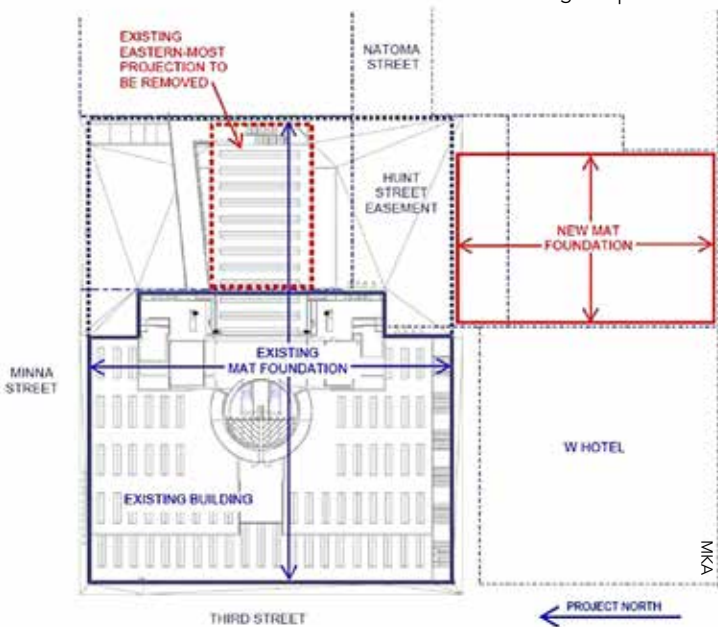 EXISTING
EASTERN-MOST
PROJECTION TO
BE REMOVED
NATOMA
STREET
HUNT
STREET
EASEMENT
NEW MAT
FOUNDATION
EXISTING
MAT FOUNDATION
MINNA
STREET
W HOTEL
EXISTING BUILDING
MKA
THIRD STREET
PROJECT NORTH